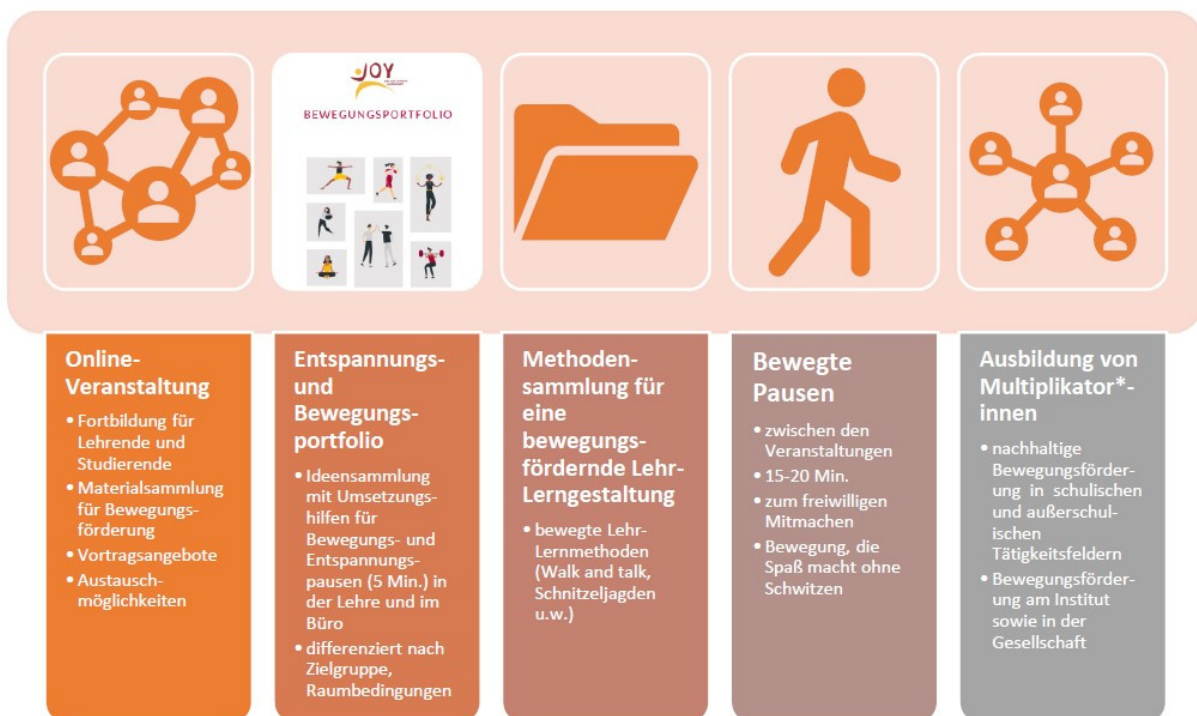 JOY
BEWEGUNGSPORTFOLIO
Online-
Veranstaltung
• Fortbildung für
Lehrende und
Studierende
• Materialsammlung
für Bewegungs-
förderung
• Vortragsangebote
• Austausch-
möglichkeiten
Entspannungs-
und
Bewegungs-
portfolio
• Ideensammlung
mit Umsetzungs-
hilfen für
Bewegungs- und
Entspannungs-
pausen (5 Min.) in
der Lehre und im
Büro
• differenziert nach
Zielgruppe,
Raumbedingungen
Methoden-
sammlung für
eine
bewegungs-
fördernde Lehr-
Lerngestaltung
• bewegte Lehr-
Lernmethoden
(Walk and talk,
Schnitzeljagden
u.w.)
Bewegte
Pausen
• zwischen den
Veranstaltungen
• 15-20 Min.
• zum freiwilligen
Mitmachen
• Bewegung, die
Spaß macht ohne
Schwitzen
Ausbildung von
Multiplikator*-
innen
• nachhaltige
Bewegungsförder-
ung in schulischen
und außerschul-
ischen
Tätigkeitsfeldern
• Bewegungsförder-
ung am Institut
sowie in der
Gesellschaft